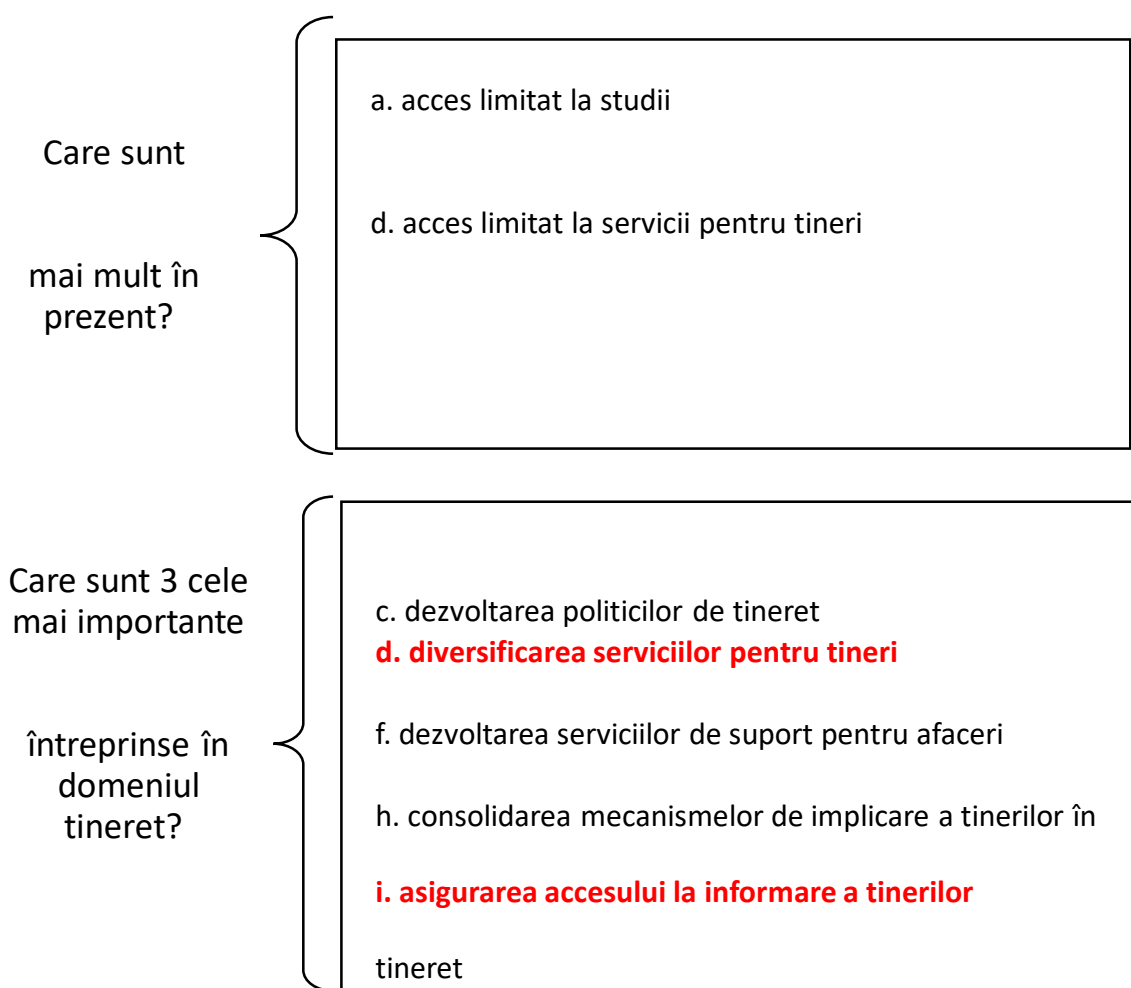 Care sunt
mai mult în
prezent?
a. acces limitat la studii
d. acces limitat la servicii pentru tineri
Care sunt 3 cele
mai importante
întreprinse în
domeniul
tineret?
c. dezvoltarea politicilor de tineret
d. diversificarea serviciilor pentru tineri
f. dezvoltarea serviciilor de suport pentru afaceri
h. consolidarea mecanismelor de implicare a tinerilor în
i. asigurarea accesului la informare a tinerilor
tineret